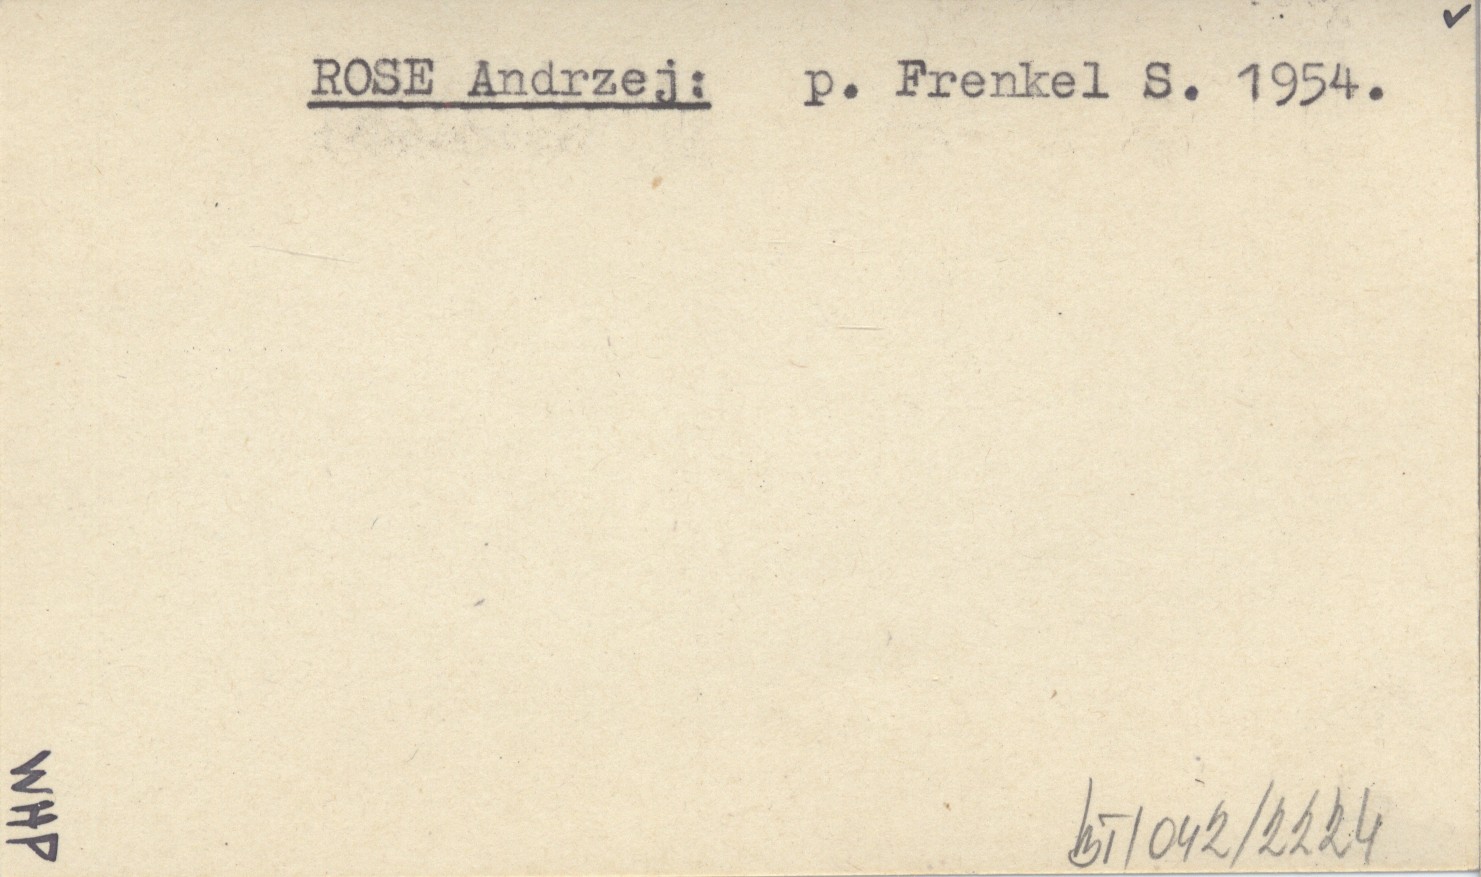 ROSE Andrzej: p. Frenkel S. 1954.
WHP
BT/042/2224